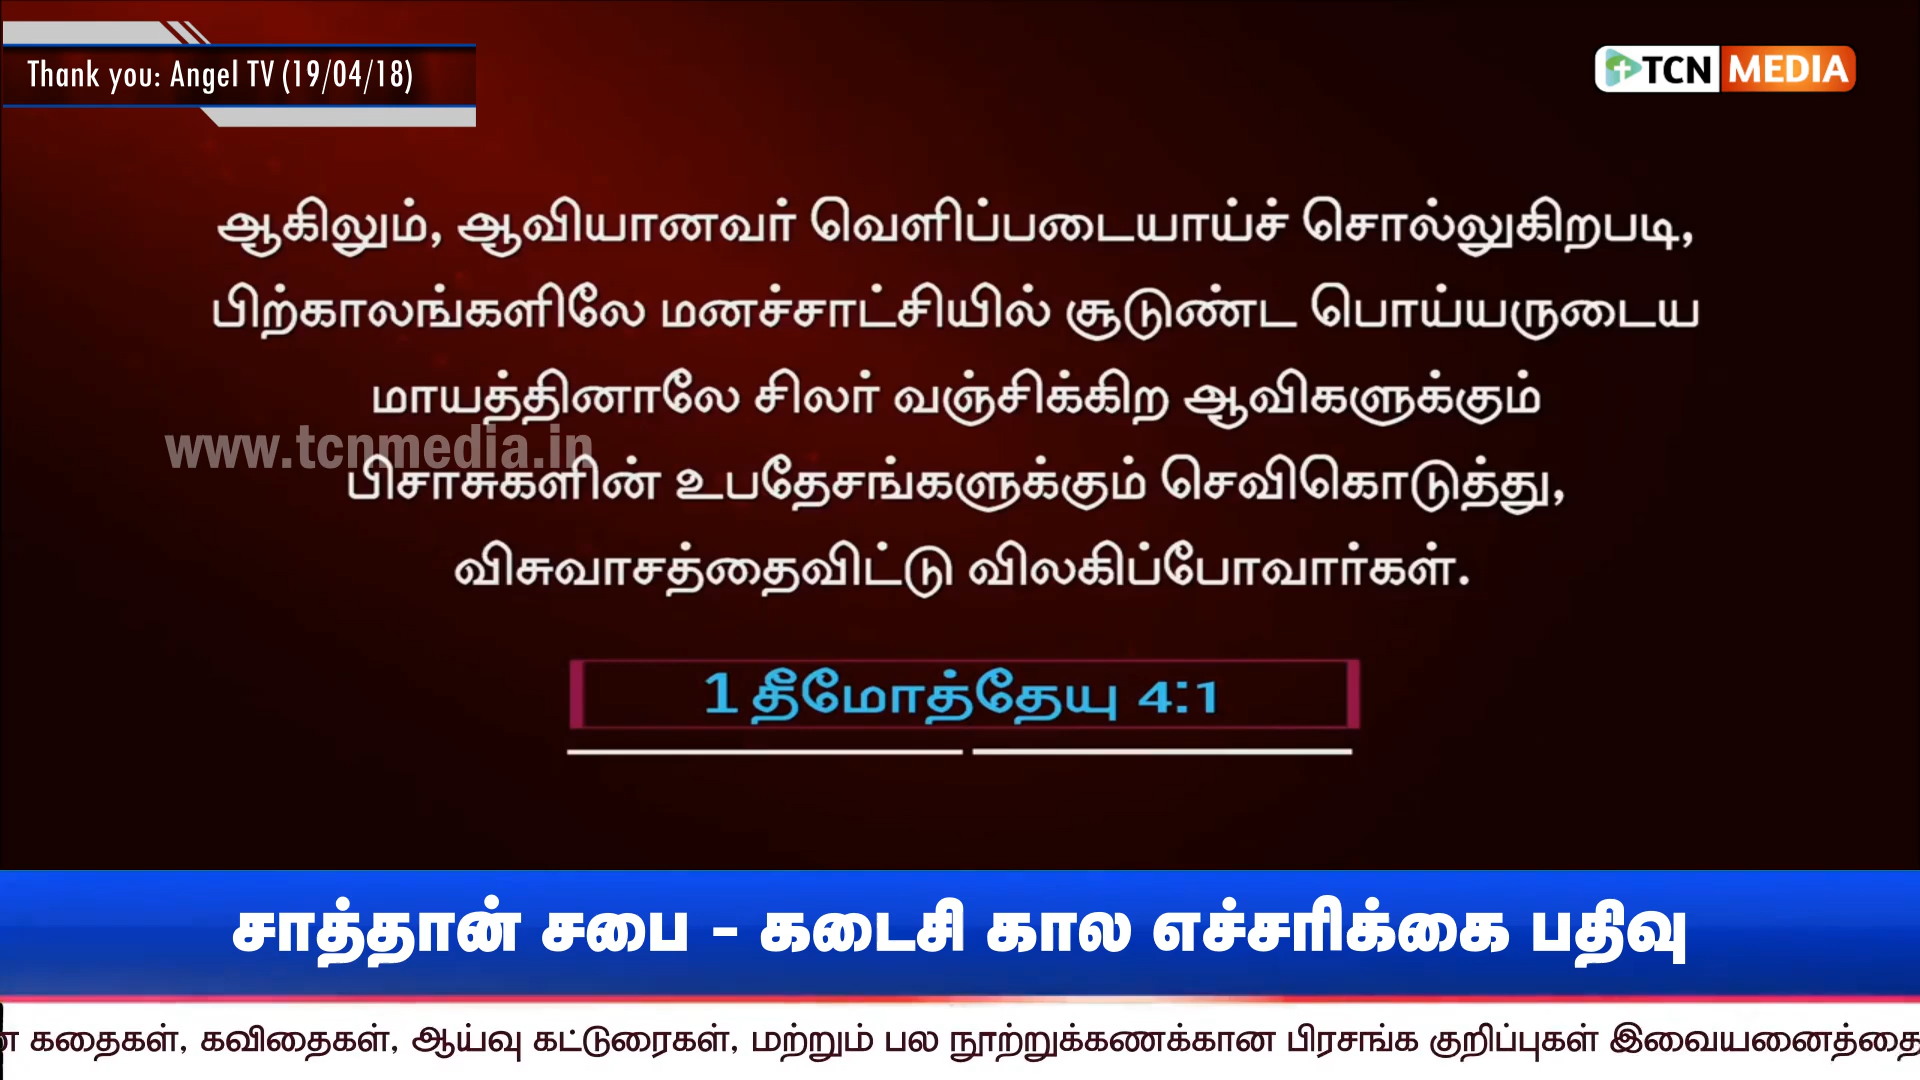 Thank you: Angel TV (19/04/18)
TCN MEDIA
ஆகிலும், ஆவியானவர் வெளிப்படையாய்ச் சொல்லுகிறபடி,
பிற்காலங்களிலே மனச்சாட்சியில் சூடுண்ட பொய்யருடைய
மாயத்தினாலே சிலர் வஞ்சிக்கிற ஆவிகளுக்கும்
www.tcnmedia.in
பிசாசுகளின் உபதேசங்களுக்கும் செவிகொடுத்து,
விசுவாசத்தைவிட்டு விலகிப்போவார்கள்.
1 தீமோத்தேயு 4:1
சாத்தான் சபை - கடைசி கால எச்சரிக்கை பதிவு
கதைகள், கவிதைகள், ஆய்வு கட்டுரைகள், மற்றும் பல நூற்றுக்கணக்கான பிரசங்க குறிப்புகள் இவையனைத்தை